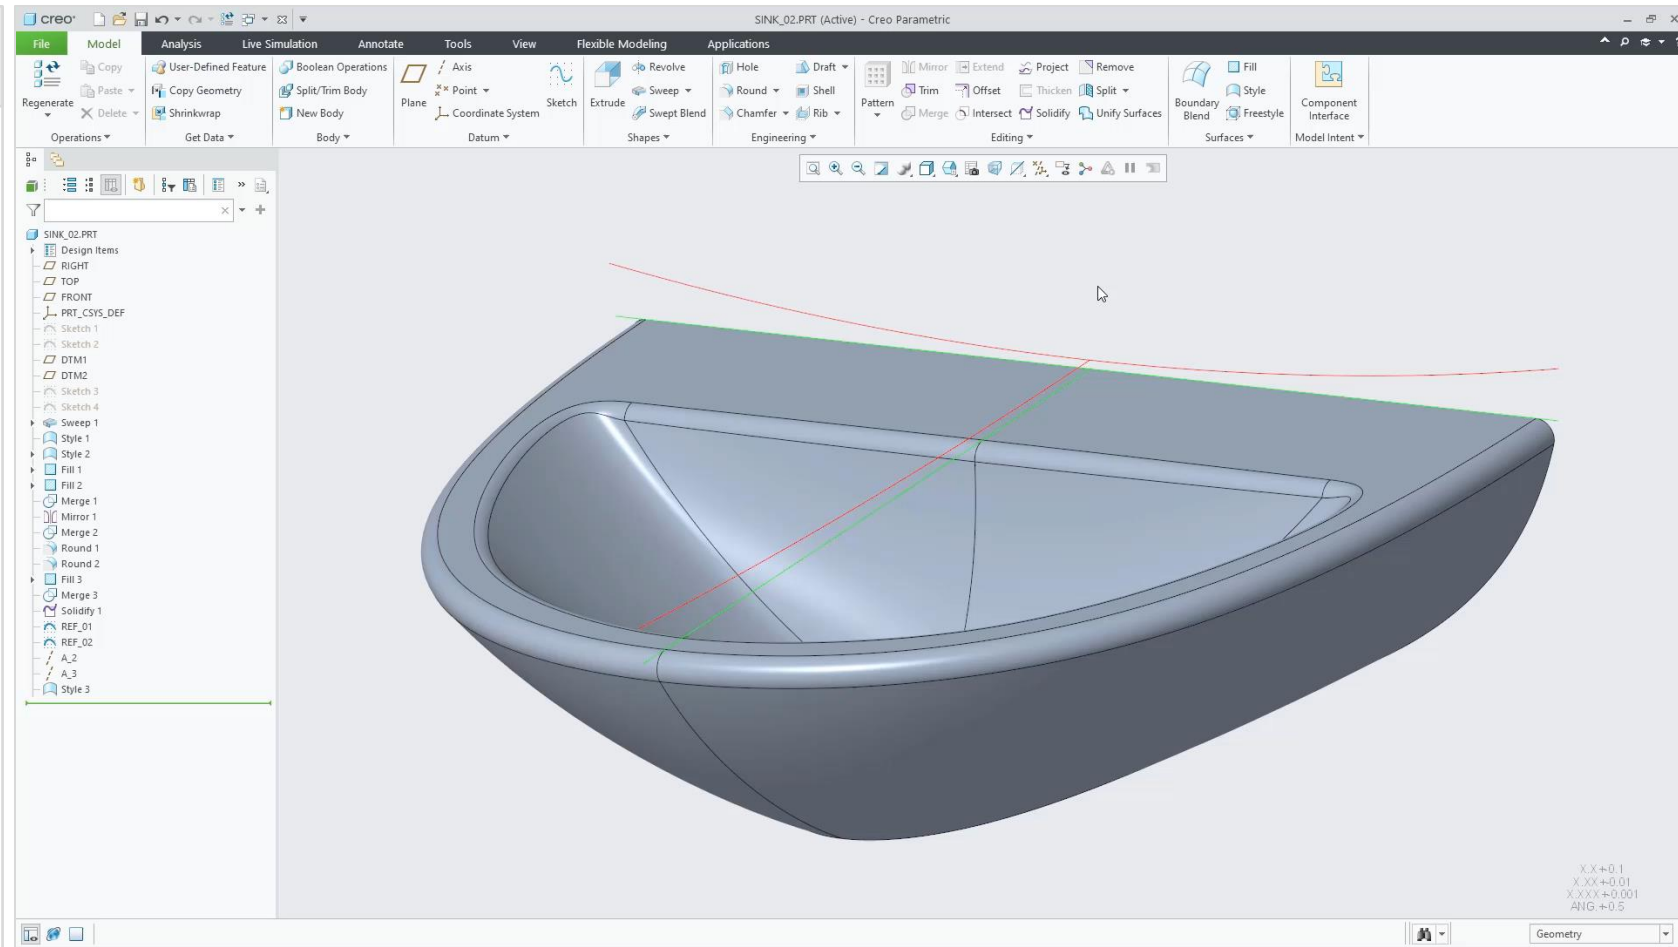 creo
SINK_02.PRT (Active) - Creo Parametric
File Model Analysis Live Simulation Annotate Tools View Flexible Modeling Applications
Copy User-Defined Feature Boolean Operations Axis Revolve Hole Draft Mirror Extend Project Remove Fill
Paste Copy Geometry Split/Trim Body Point Sweep Round Shell Trim Offset Thicken Split Style
Regenerate Plane Sketch Extrude Pattern Boundary Blend Component Interface
Delete Shrinkwrap New Body Coordinate System Swept Blend Chamfer Rib Merge Intersect Solidify Unify Surfaces Freestyle
Operations Get Data Body Datum Shapes Engineering Editing Surfaces Model Intent
SINK_02.PRT
Design Items
RIGHT
TOP
FRONT
PRT_CSYS_DEF
Sketch 1
Sketch 2
DTM1
DTM2
Sketch 3
Sketch 4
Sweep 1
Style 1
Style 2
Fill 1
Fill 2
Merge 1
Mirror 1
Merge 2
Round 1
Round 2
Fill 3
Merge 3
Solidify 1
REF_01
REF_02
A_2
A_3
Style 3
X.X+-0.1
X.XX+-0.01
X.XXX+-0.001
ANG.+-0.5
Geometry